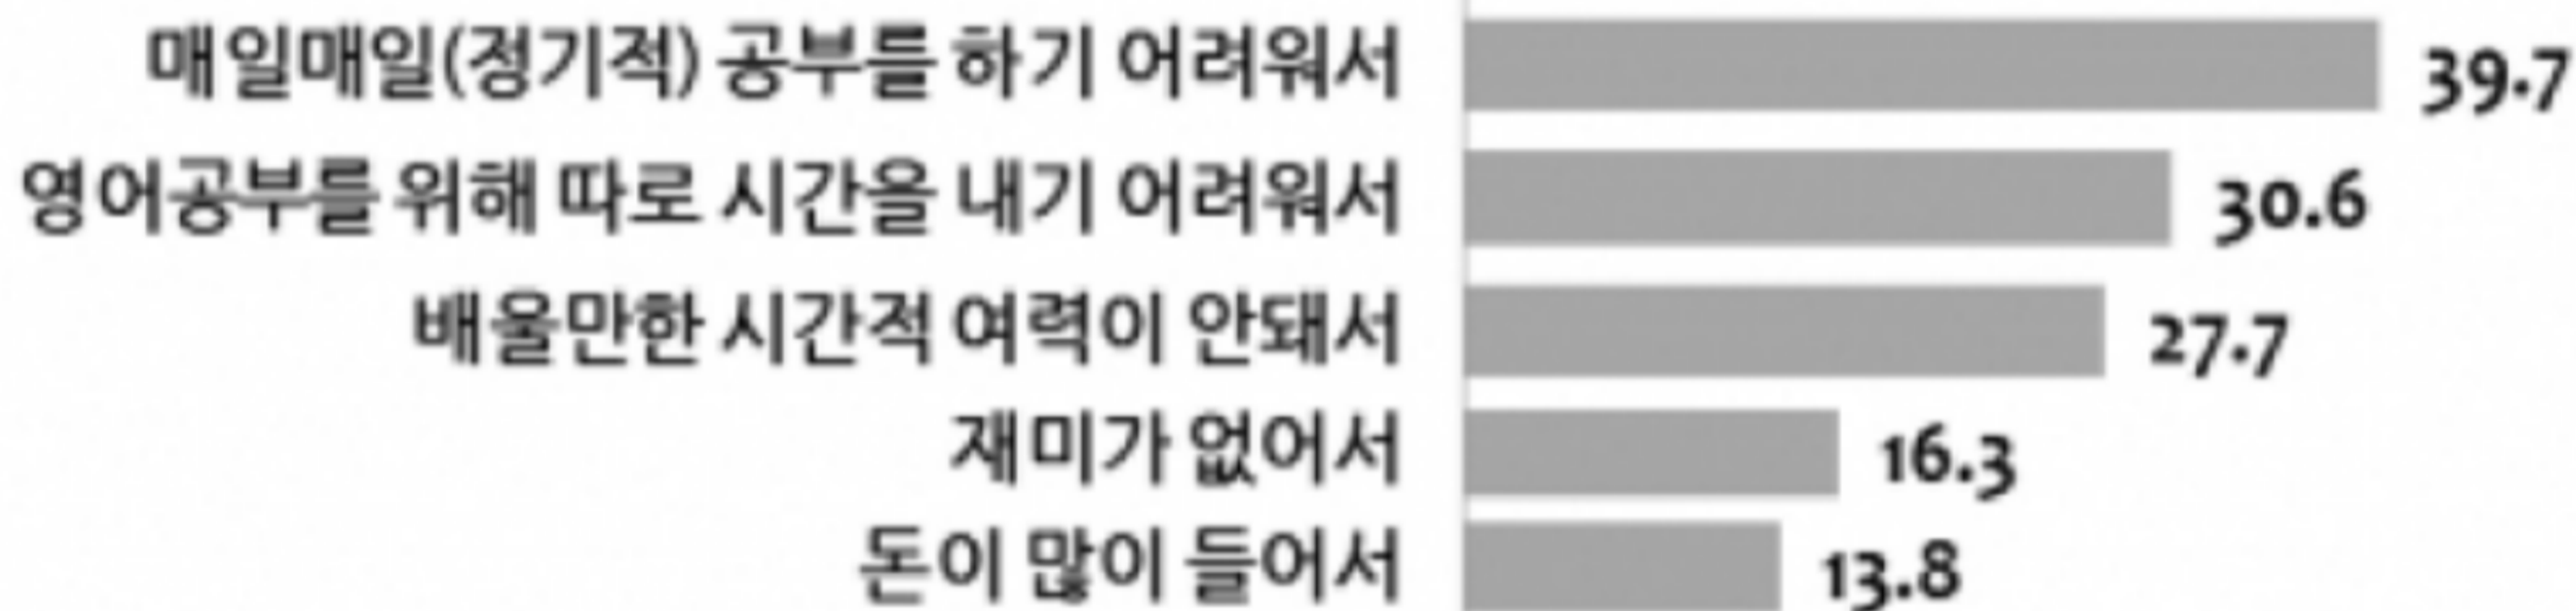 매일매일(정기적) 공부를 하기 어려워서 39.7
영어공부를 위해 따로 시간을 내기 어려워서 30.6
배울만한 시간적 여력이 안돼서 27.7
재미가 없어서 16.3
돈이 많이 들어서 13.8